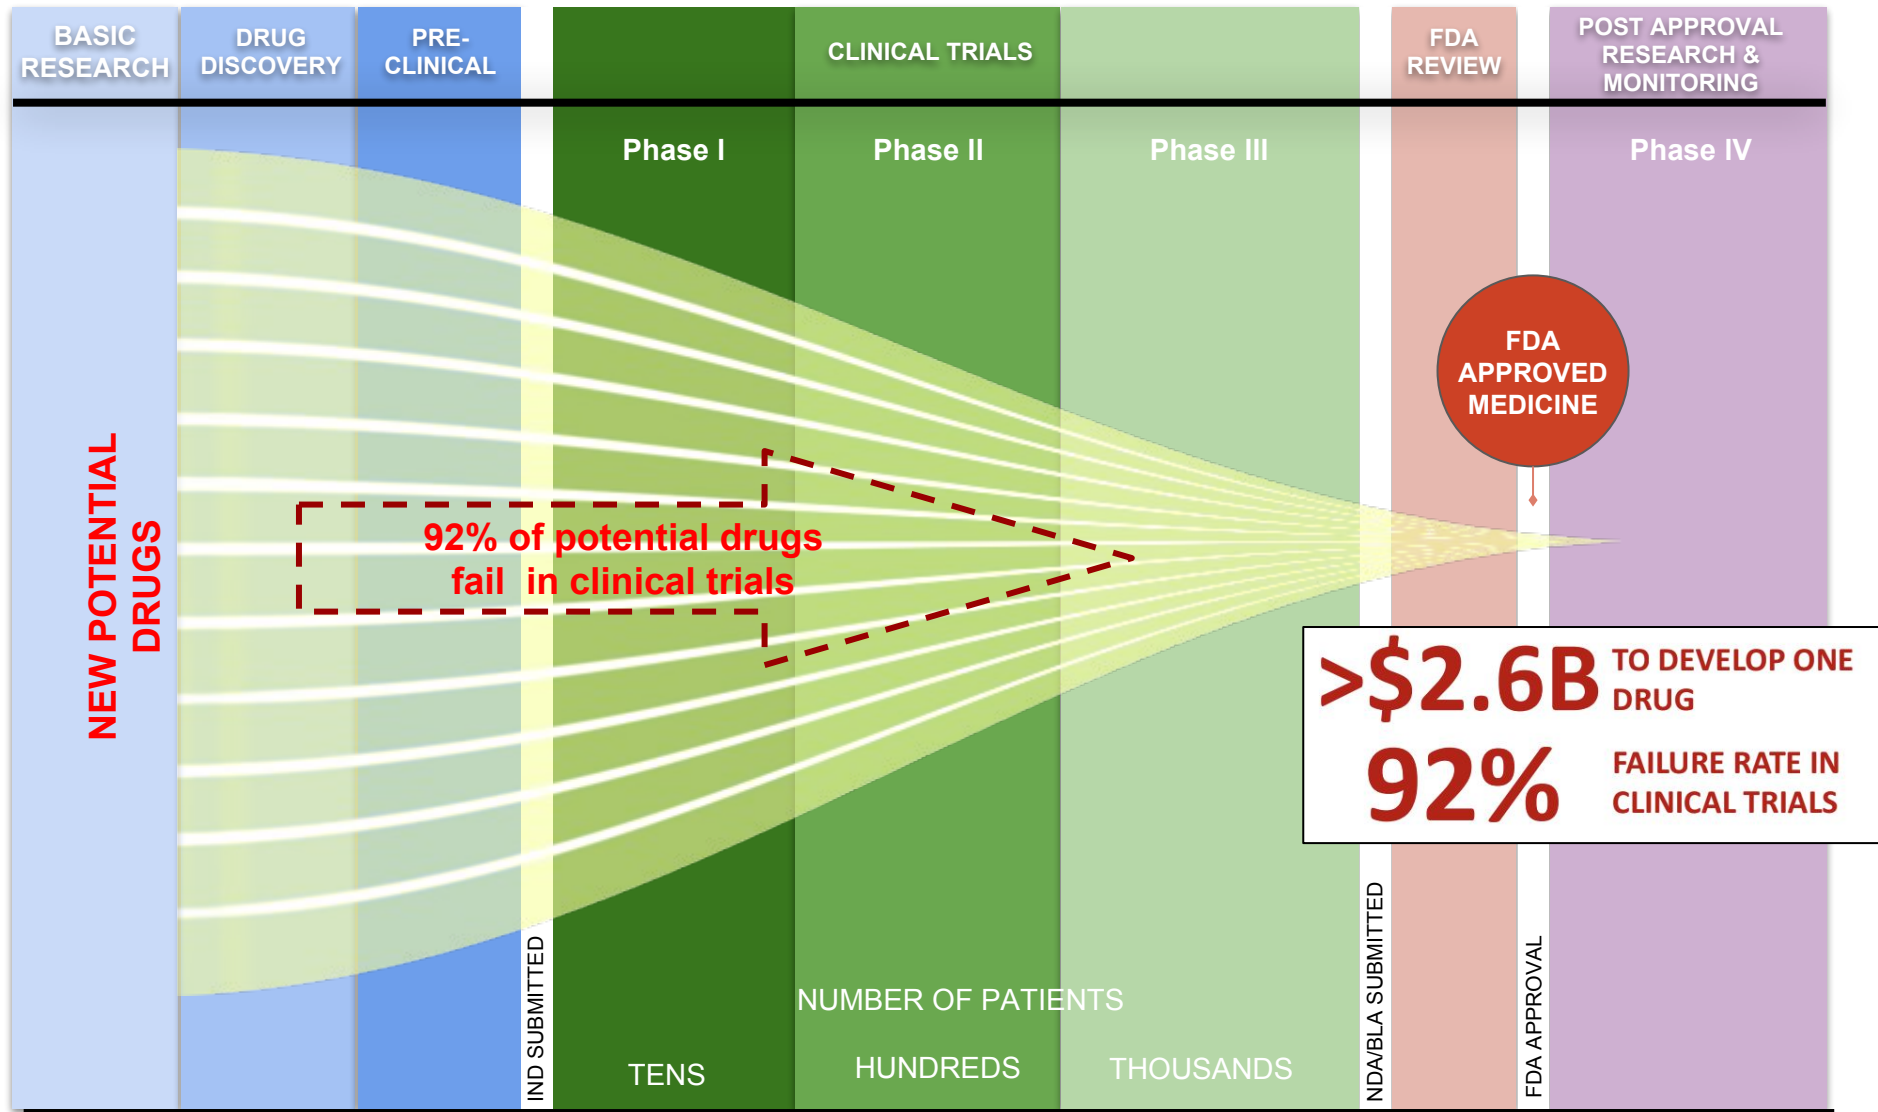 BASIC
RESEARCH
DRUG
DISCOVERY
PRE-
CLINICAL
CLINICAL TRIALS
FDA
REVIEW
POST APPROVAL
RESEARCH &
MONITORING
Phase I
Phase II
Phase III
Phase IV
NEW POTENTIAL
DRUGS
92% of potential drugs
fail  in clinical trials
FDA
APPROVED
MEDICINE
>$2.6B TO DEVELOP ONE
DRUG
92% FAILURE RATE IN
CLINICAL TRIALS
IND SUBMITTED
NDA/BLA SUBMITTED
FDA APPROVAL
NUMBER OF PATIENTS
TENS
HUNDREDS
THOUSANDS